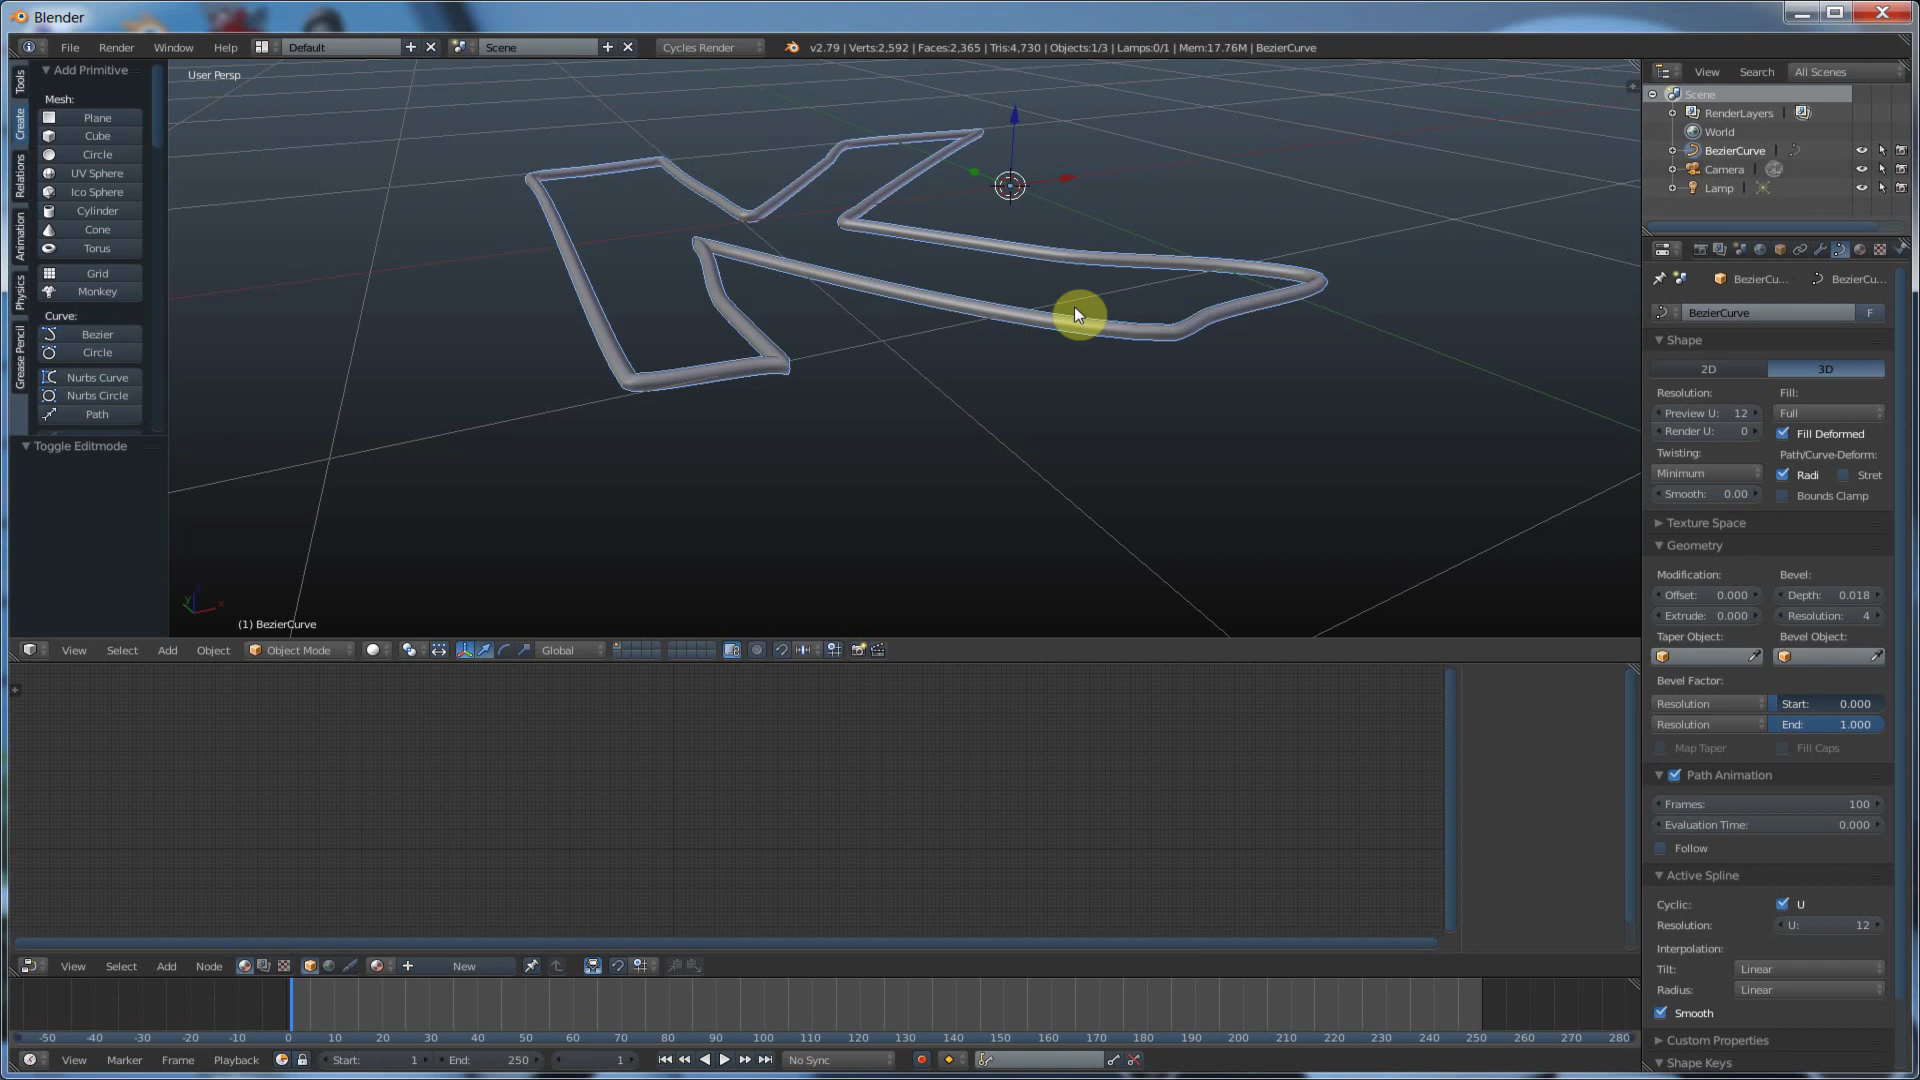 Blender
File Render Window Help Default Scene Cycles Render v2.79 | Verts:2,592 | Faces:2,365 | Tris:4,730 | Objects:1/3 | Lamps:0/1 | Mem:17.76M | BezierCurve
Tools
Create
Relations
Animation
Physics
Grease Pencil
Add Primitive
Mesh:
Plane
Cube
Circle
UV Sphere
Ico Sphere
Cylinder
Cone
Torus
Grid
Monkey
Curve:
Bezier
Circle
Nurbs Curve
Nurbs Circle
Path
Toggle Editmode
User Persp
(1) BezierCurve
View Select Add Object Object Mode Global
View Search All Scenes
Scene
RenderLayers
World
BezierCurve
Camera
Lamp
BezierCu... BezierCu...
BezierCurve F
Shape
2D 3D
Resolution: Fill:
Preview U: 12 Full
Render U: 0 Fill Deformed
Twisting: Path/Curve-Deform:
Minimum Radi Stret
Smooth: 0.00 Bounds Clamp
Texture Space
Geometry
Modification: Bevel:
Offset: 0.000 Depth: 0.018
Extrude: 0.000 Resolution: 4
Taper Object: Bevel Object:
Bevel Factor:
Resolution Start: 0.000
Resolution End: 1.000
Map Taper Fill Caps
Path Animation
Frames: 100
Evaluation Time: 0.000
Follow
Active Spline
Cyclic: U
Resolution: U: 12
Interpolation:
Tilt: Linear
Radius: Linear
Smooth
Custom Properties
Shape Keys
View Select Add Node New
-50 -40 -30 -20 -10 0 10 20 30 40 50 60 70 80 90 100 110 120 130 140 150 160 170 180 190 200 210 220 230 240 250 260 270 280
View Marker Frame Playback Start: 1 End: 250 1 No Sync